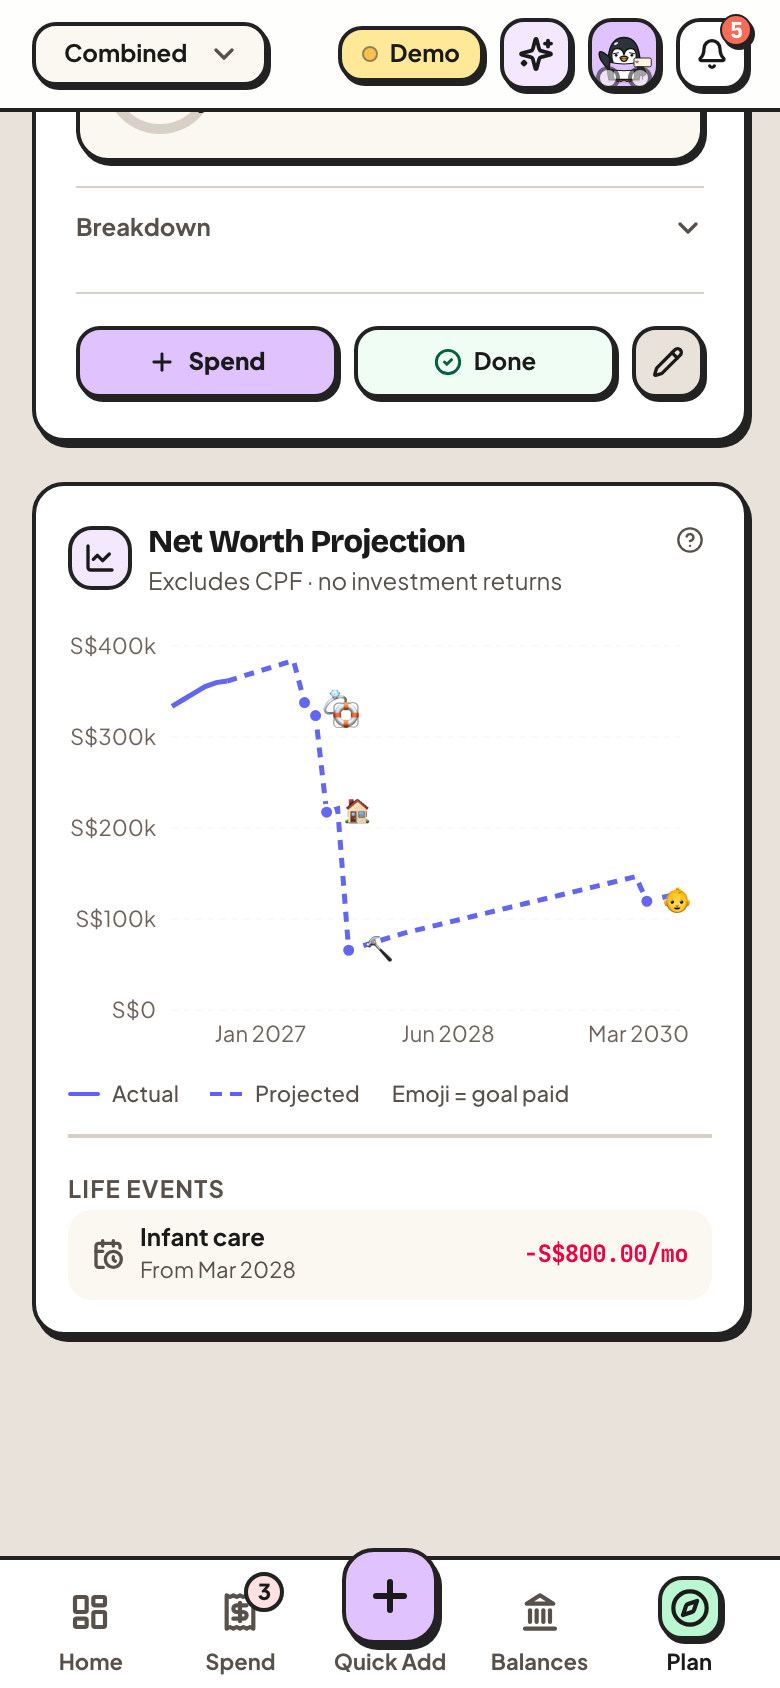 Combined
Demo
5
Breakdown
Spend
Done
Net Worth Projection
Excludes CPF · no investment returns
S$400k
S$300k
S$200k
S$100k
S$0
Jan 2027
Jun 2028
Mar 2030
Actual
Projected
Emoji = goal paid
LIFE EVENTS
Infant care
From Mar 2028
-S$800.00/mo
Home
3
Spend
Quick Add
Balances
Plan